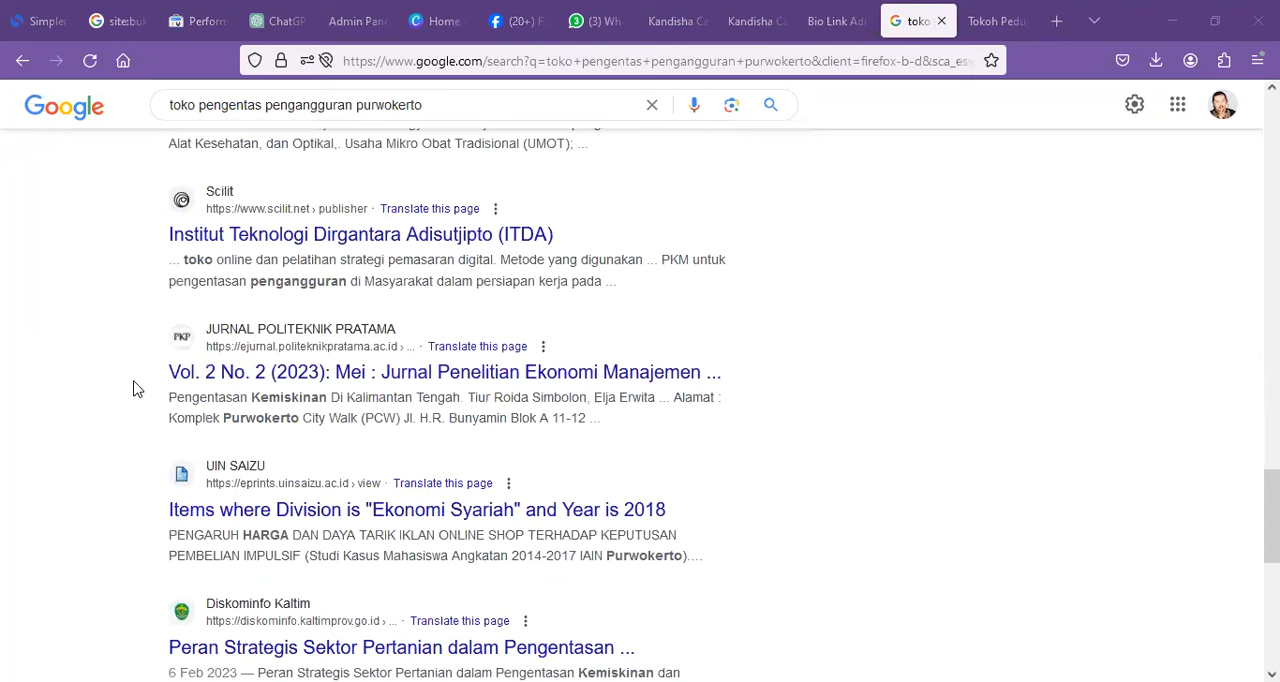 Simpler
site:buk
Perform
ChatGP
Admin Pan
Home -
(20+) F
(3) Wh
Kandisha Ca
Kandisha Ca
Bio Link Ad
toko
Tokoh Pedu
https://www.google.com/search?q=toko+pengentas+pengangguran+purwokerto&client=firefox-b-d&sca_es
Google
toko pengentas pengangguran purwokerto
Alat Kesehatan, dan Optikal,. Usaha Mikro Obat Tradisional (UMOT); ...
Scilit
https://www.scilit.net › publisher · Translate this page
Institut Teknologi Dirgantara Adisutjipto (ITDA)
... toko online dan pelatihan strategi pemasaran digital. Metode yang digunakan ... PKM untuk
pengentasan pengangguran di Masyarakat dalam persiapan kerja pada ...
PKP
JURNAL POLITEKNIK PRATAMA
https://ejurnal.politeknikpratama.ac.id › ... · Translate this page
Vol. 2 No. 2 (2023): Mei : Jurnal Penelitian Ekonomi Manajemen ...
Pengentasan Kemiskinan Di Kalimantan Tengah. Tiur Roida Simbolon, Elja Erwita ... Alamat :
Komplek Purwokerto City Walk (PCW) Jl. H.R. Bunyamin Blok A 11-12 ...
UIN SAIZU
https://eprints.uinsaizu.ac.id › view · Translate this page
Items where Division is "Ekonomi Syariah" and Year is 2018
PENGARUH HARGA DAN DAYA TARIK IKLAN ONLINE SHOP TERHADAP KEPUTUSAN
PEMBELIAN IMPULSIF (Studi Kasus Mahasiswa Angkatan 2014-2017 IAIN Purwokerto)....
Diskominfo Kaltim
https://diskominfo.kaltimprov.go.id › ... · Translate this page
Peran Strategis Sektor Pertanian dalam Pengentasan ...
6 Feb 2023 — Peran Strategis Sektor Pertanian dalam Pengentasan Kemiskinan dan